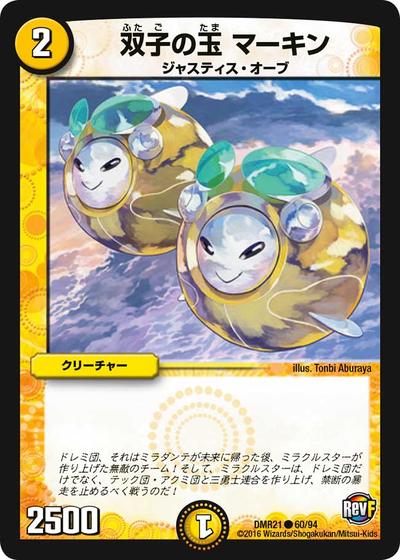 2
ふたご たま
双子の玉 マーキン
ジャスティス・オーブ
クリーチャー
illus. Tonbi Aburaya
ドレミ団、それはミラダンテが未来に帰った後、ミラクルスターが
作り上げた無敵のチーム!そして、ミラクルスターは、ドレミ団だ
けでなく、テック団・アクミ団と三勇連合を作り上げ、禁断の暴
走を止めるべく戦うのだ!
2500
1
DMR21 ● 60/94
©2016 Wizards/Shogakukan/Mitsui-Kids
RevF